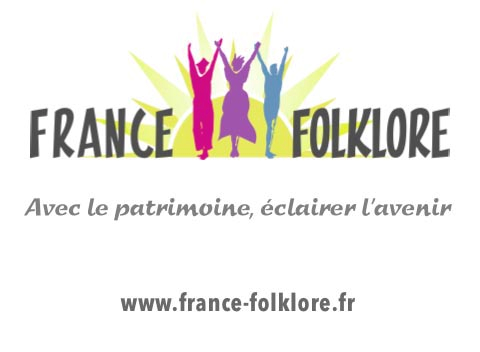 FRANCE FOLKLORE
Avec le patrimoine, éclairer l'avenir
www.france-folklore.fr